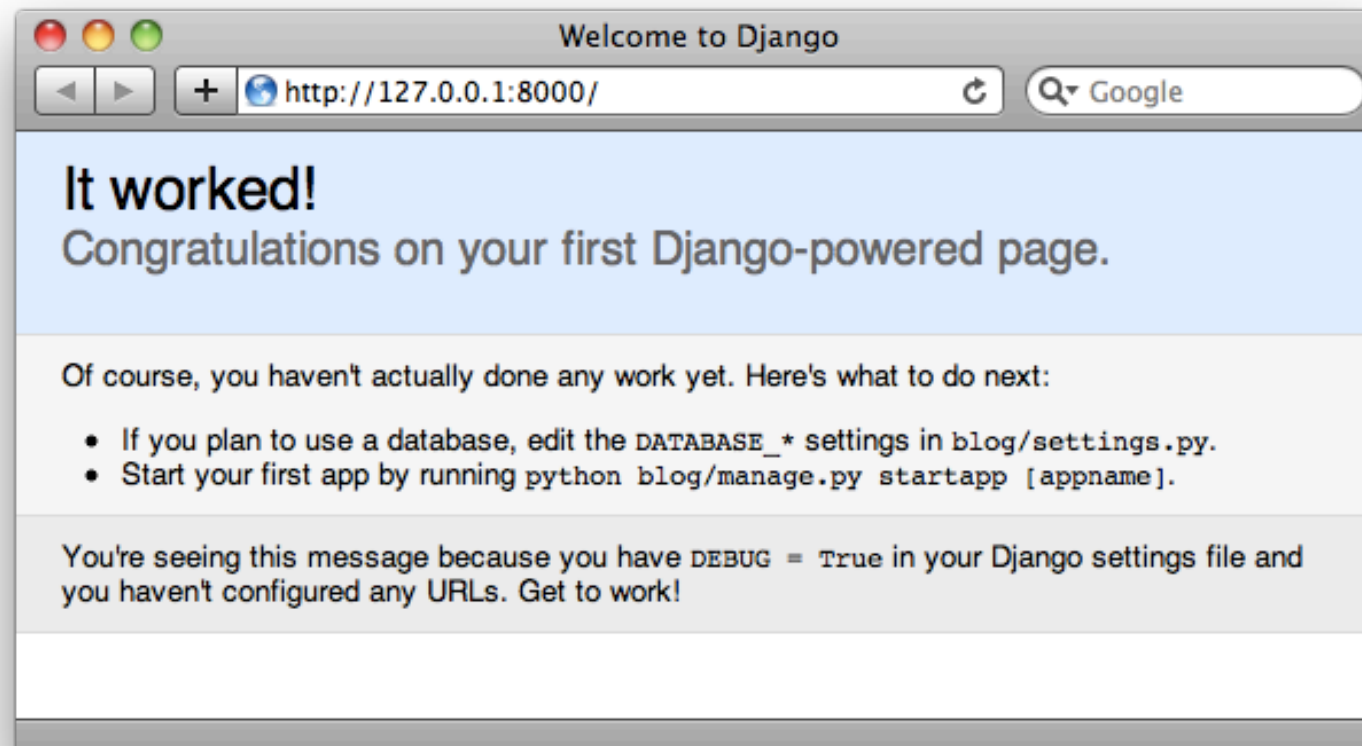 Welcome to Django
http://127.0.0.1:8000/
Google
It worked!
Congratulations on your first Django-powered page.
Of course, you haven't actually done any work yet. Here's what to do next:
• If you plan to use a database, edit the DATABASE_* settings in blog/settings.py.
• Start your first app by running python blog/manage.py startapp [appname].
You're seeing this message because you have DEBUG = True in your Django settings file and
you haven't configured any URLs. Get to work!